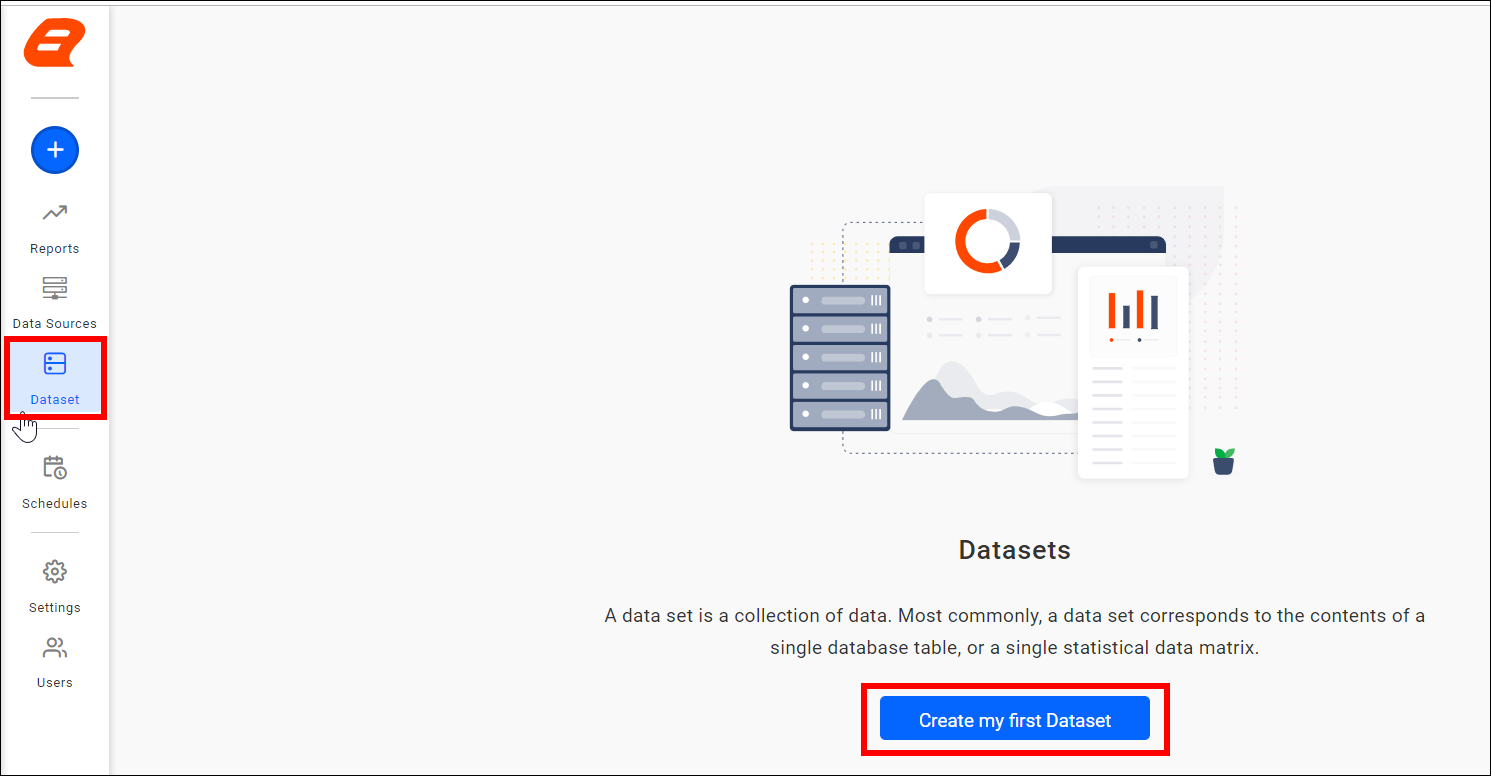 Reports
Data Sources
Dataset
Schedules
Settings
Users
Datasets
A data set is a collection of data. Most commonly, a data set corresponds to the contents of a
single database table, or a single statistical data matrix.
Create my first Dataset